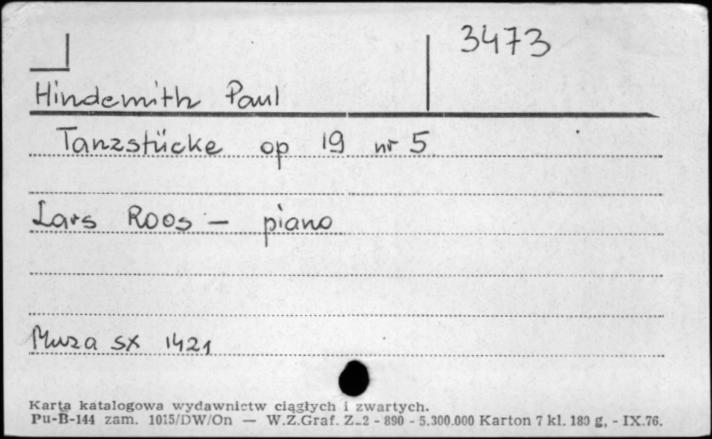 3473
Hindemith Paul
Tanzstücke op 19 nr 5
Lars Roos - piano
Muza SX 1421
Karta katalogowa wydawnictw ciągłych i zwartych.
Pu-B-144 zam. 1015/DW/On — W.Z.Graf. Z-2 - 890 - 5.300.000 Karton 7 kl. 180 g, - IX.76.